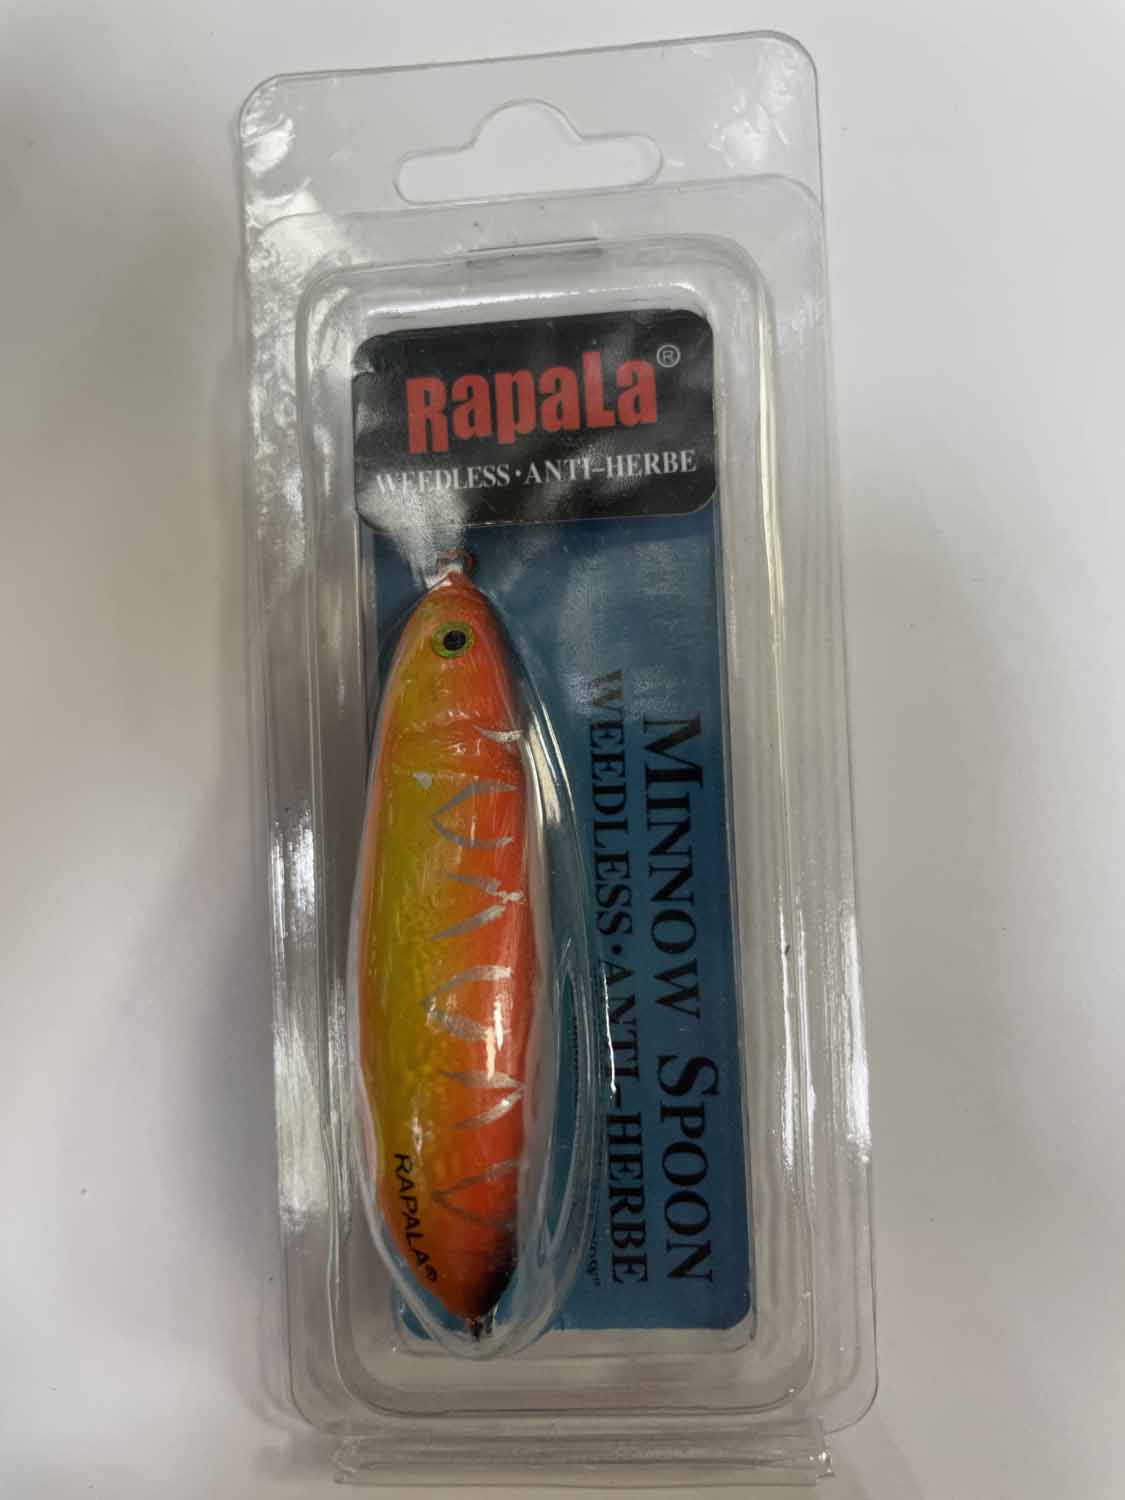 RapaLa®
WEEDLESS·ANTI-HERBE
MINNOW SPOON
WEEDLESS·ANTI-HERBE
RAPALA®